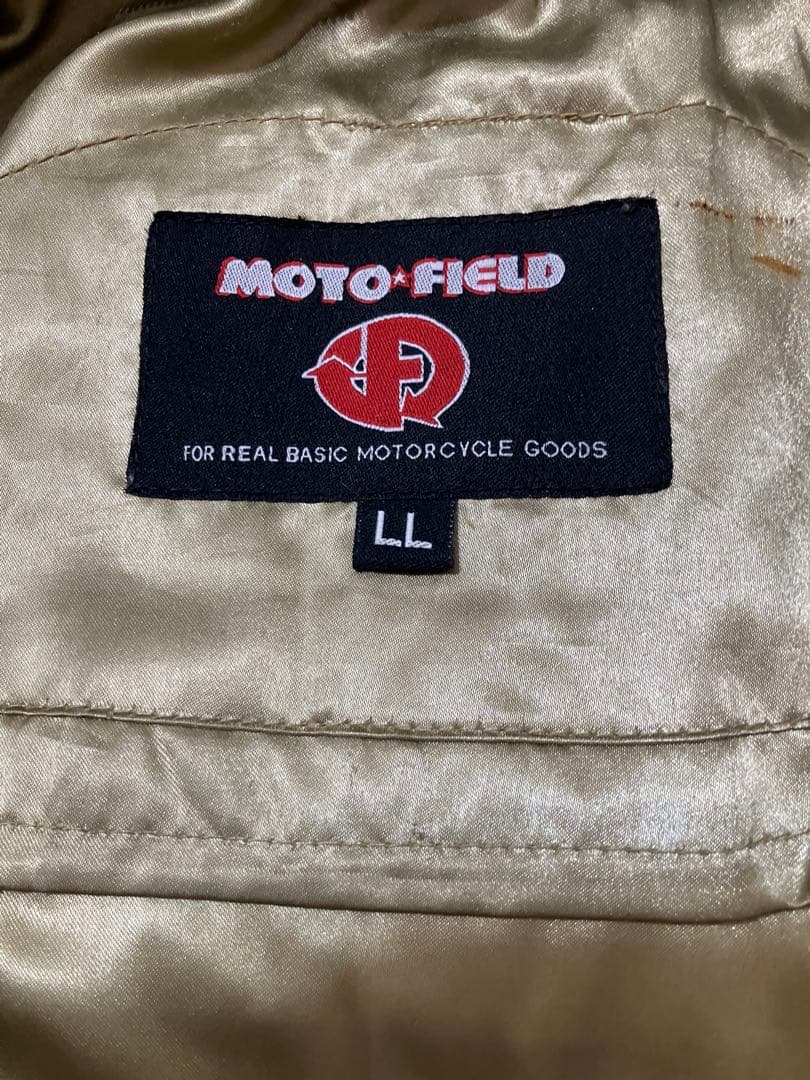 MOTO★FIELD
FOR REAL BASIC MOTORCYCLE GOODS
LL